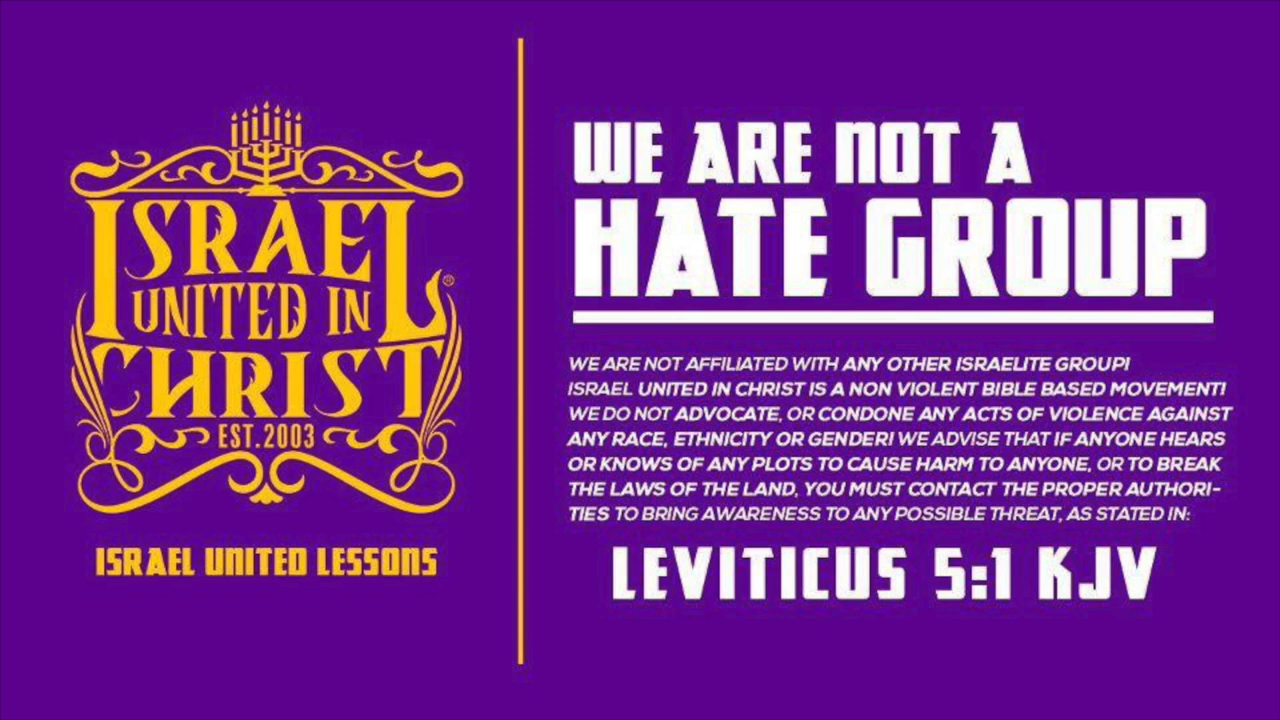 ISRAEL
UNITED IN
CHRIST
EST. 2003
ISRAEL UNITED LESSONS
WE ARE NOT A
HATE GROUP
WE ARE NOT AFFILIATED WITH ANY OTHER ISRAELITE GROUP!
ISRAEL UNITED IN CHRIST IS A NON VIOLENT BIBLE BASED MOVEMENT!
WE DO NOT ADVOCATE, OR CONDONE ANY ACTS OF VIOLENCE AGAINST
ANY RACE, ETHNICITY OR GENDER! WE ADVISE THAT IF ANYONE HEARS
OR KNOWS OF ANY PLOTS TO CAUSE HARM TO ANYONE, OR TO BREAK
THE LAWS OF THE LAND, YOU MUST CONTACT THE PROPER AUTHORI-
TIES TO BRING AWARENESS TO ANY POSSIBLE THREAT, AS STATED IN:
LEVITICUS 5:1 KJV